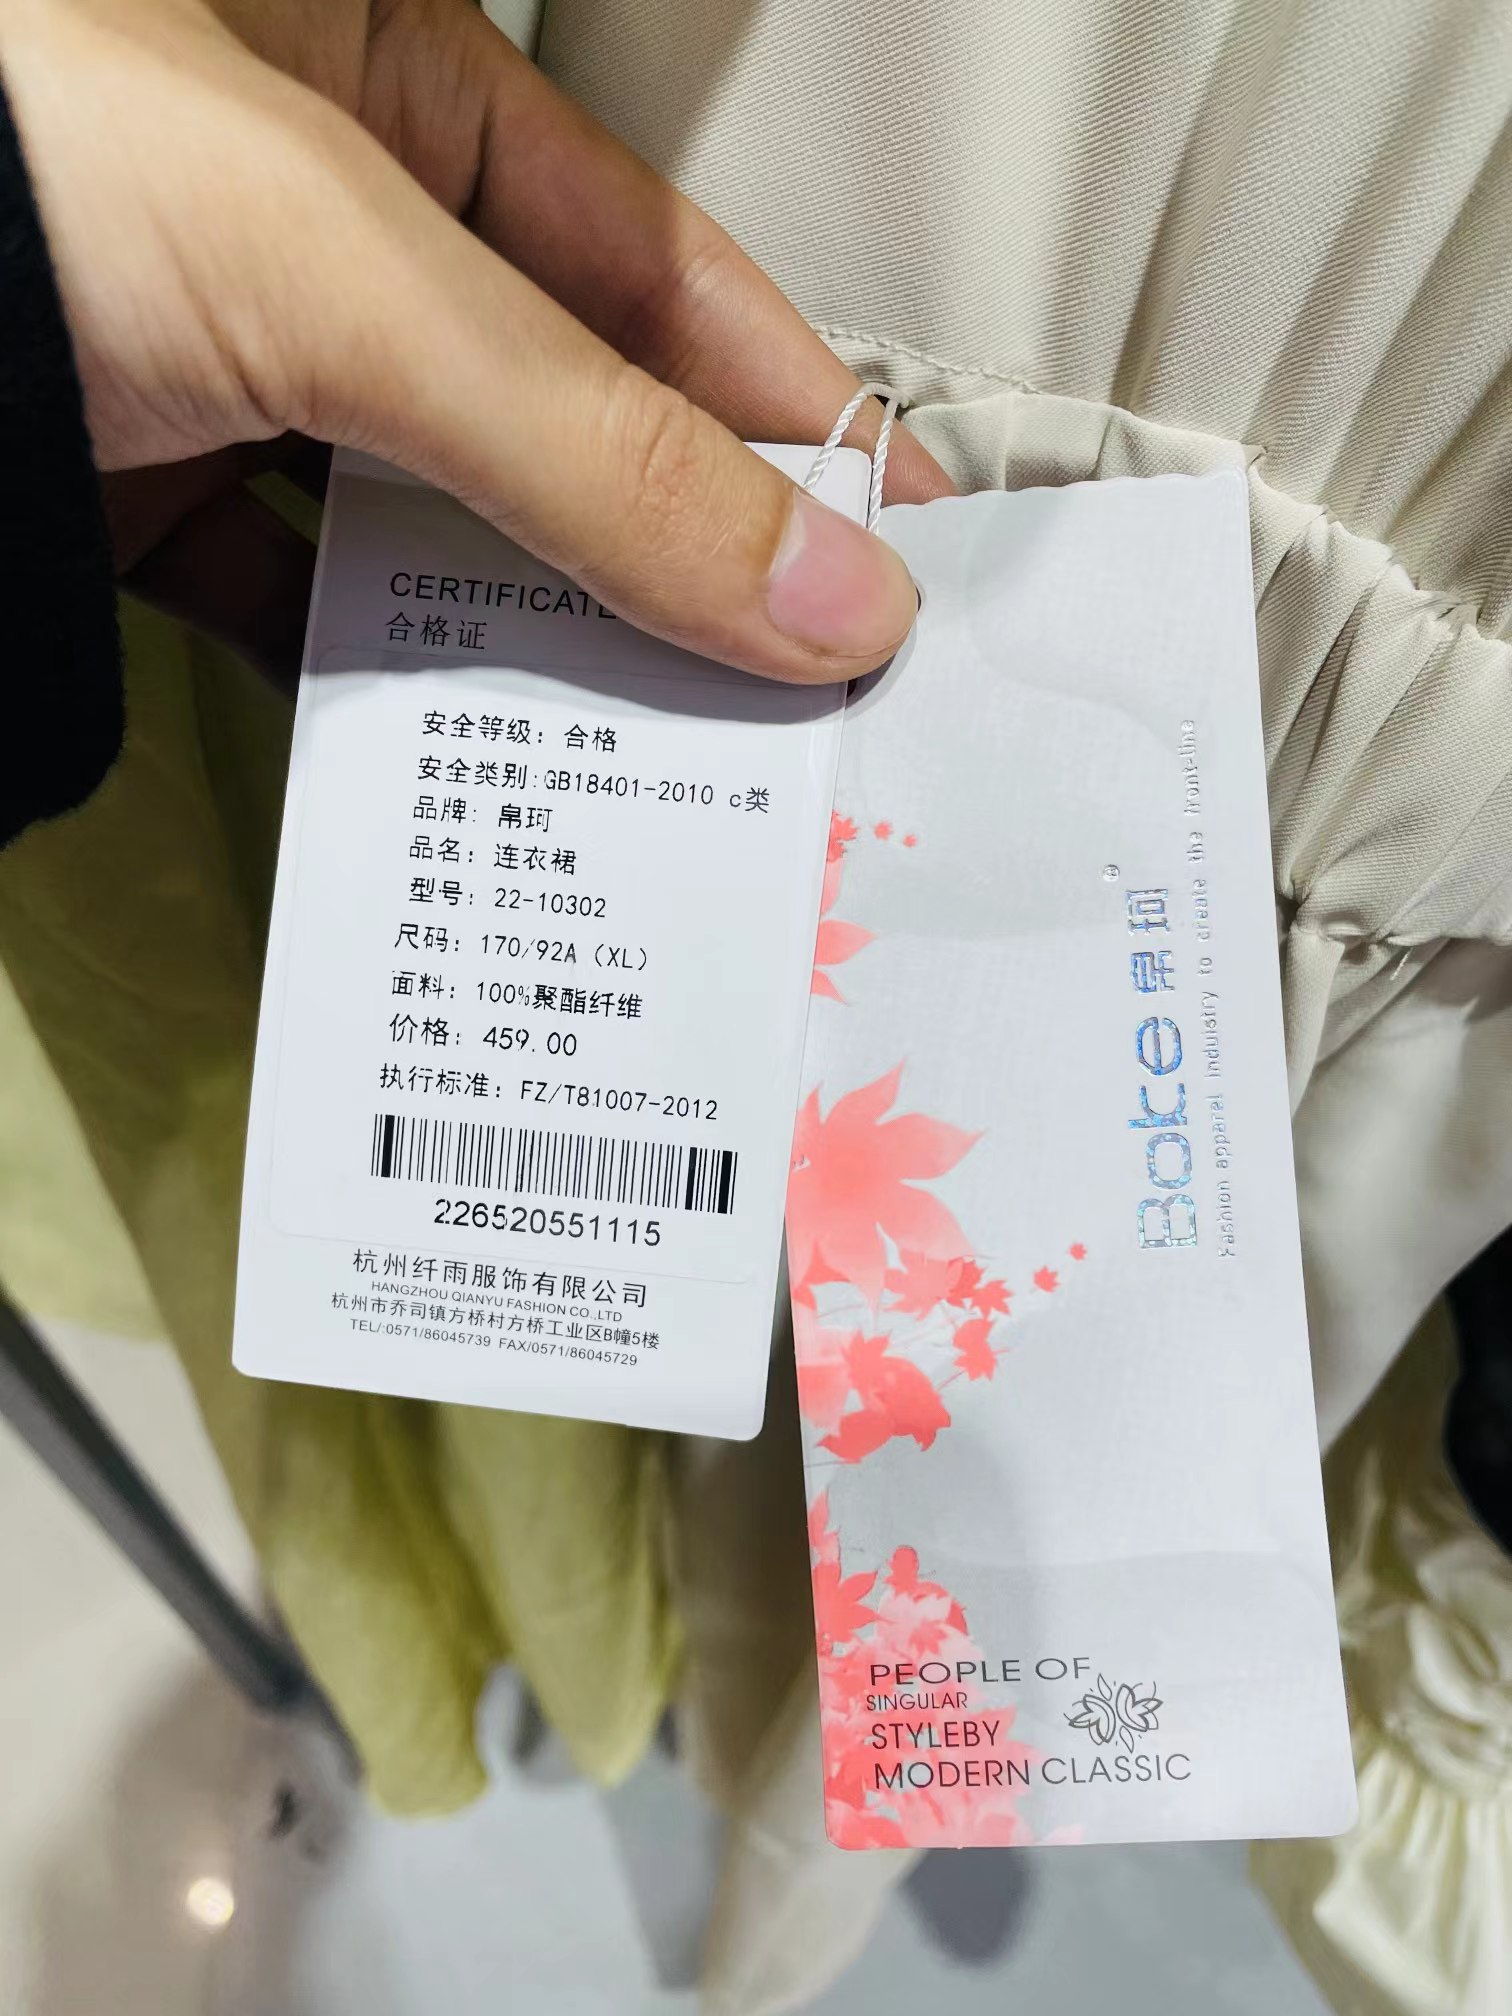 CERTIFICATE
合格证
安全等级：合格
安全类别:GB18401-2010 c类
品牌：帛珂
品名：连衣裙
型号：22-10302
尺码：170/92A（XL）
面料：100%聚酯纤维
价格：459.00
执行标准：FZ/T81007-2012
226520551115
杭州纤雨服饰有限公司
HANGZHOU QIANYU FASHION CO.,LTD
杭州市乔司镇方桥村方桥工业区B幢5楼
TEL/:0571/86045739 FAX/0571/86045729
Boke 帛珂®
Fashion apparel Induistry to create the front-line
PEOPLE OF
SINGULAR
STYLEBY
MODERN CLASSIC